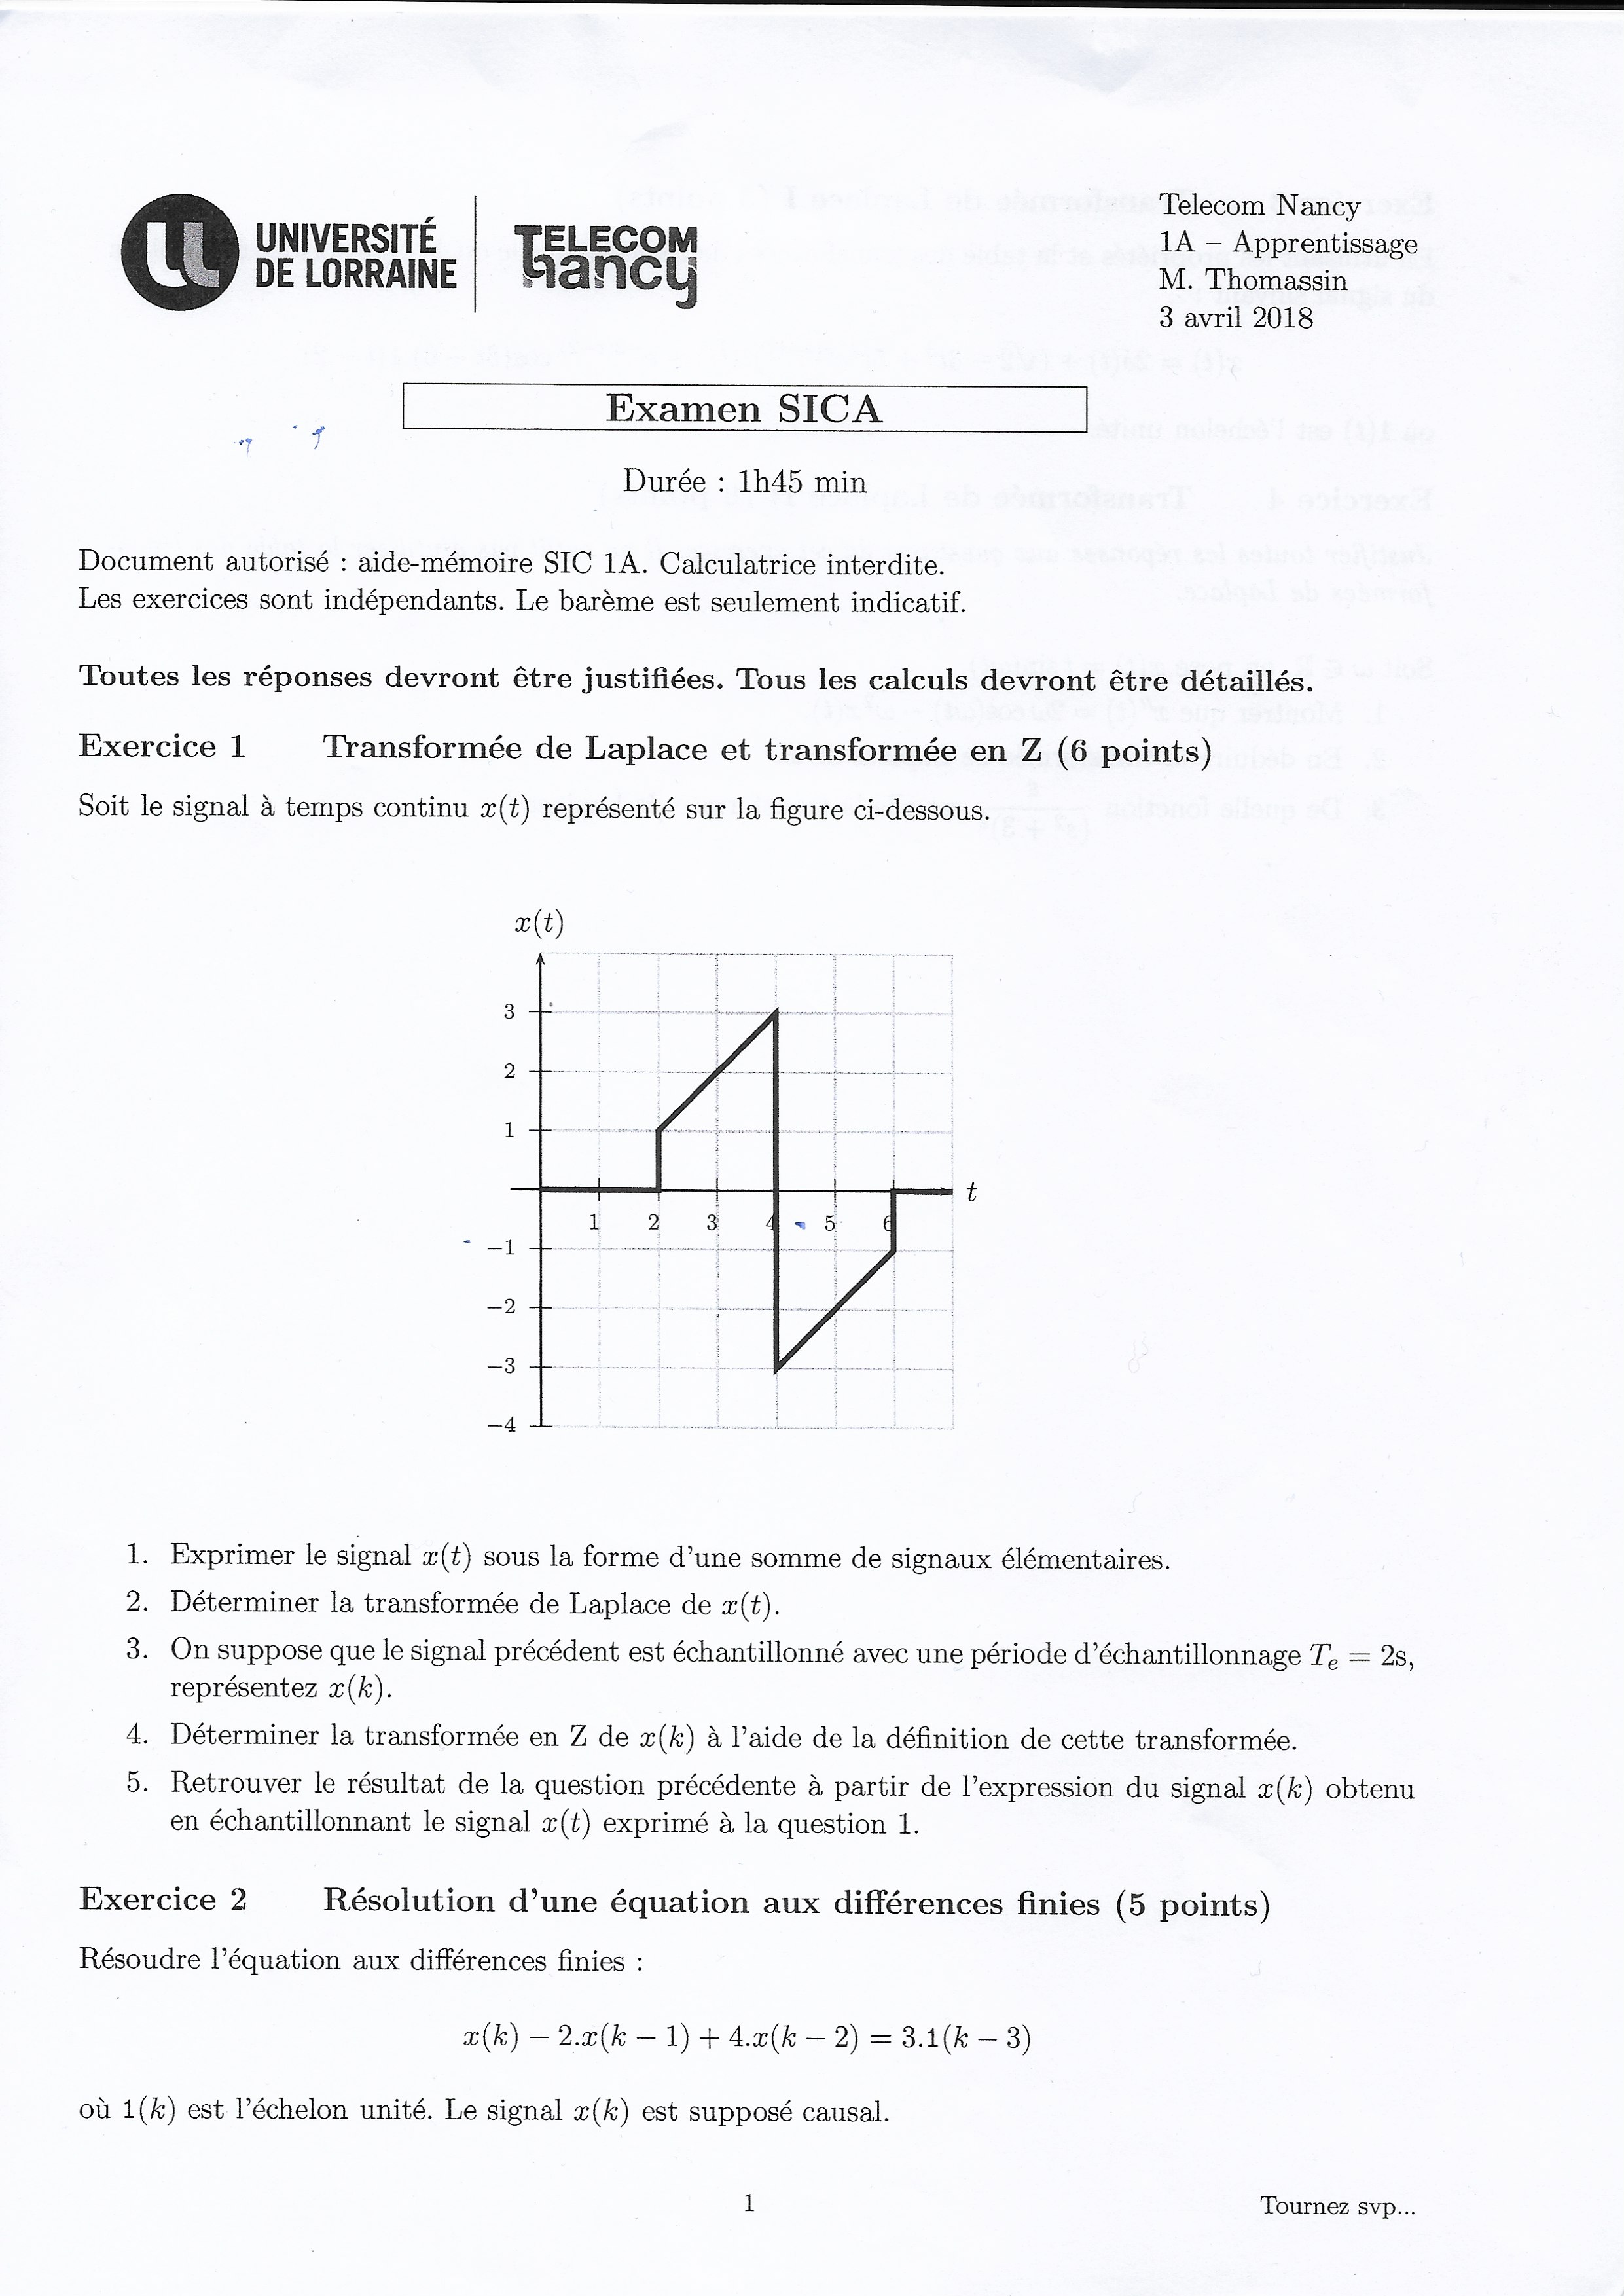 UNIVERSITÉ
DE LORRAINE
TELECOM
nancy
Telecom Nancy
1A – Apprentissage
M. Thomassin
3 avril 2018
Examen SICA
Durée : 1h45 min
Document autorisé : aide-mémoire SIC 1A. Calculatrice interdite.
Les exercices sont indépendants. Le barème est seulement indicatif.
Toutes les réponses devront être justifiées. Tous les calculs devront être détaillés.
Exercice 1 Transformée de Laplace et transformée en Z (6 points)
Soit le signal à temps continu x(t) représenté sur la figure ci-dessous.
x(t)
3
2
1
t
1 2 3 4 5 6
−1
−2
−3
−4
1. Exprimer le signal x(t) sous la forme d'une somme de signaux élémentaires.
2. Déterminer la transformée de Laplace de x(t).
3. On suppose que le signal précédent est échantillonné avec une période d'échantillonnage Te = 2s,
représentez x(k).
4. Déterminer la transformée en Z de x(k) à l'aide de la définition de cette transformée.
5. Retrouver le résultat de la question précédente à partir de l'expression du signal x(k) obtenu
en échantillonnant le signal x(t) exprimé à la question 1.
Exercice 2 Résolution d'une équation aux différences finies (5 points)
Résoudre l'équation aux différences finies :
x(k) − 2.x(k − 1) + 4.x(k − 2) = 3.1(k − 3)
où 1(k) est l'échelon unité. Le signal x(k) est supposé causal.
1
Tournez svp...